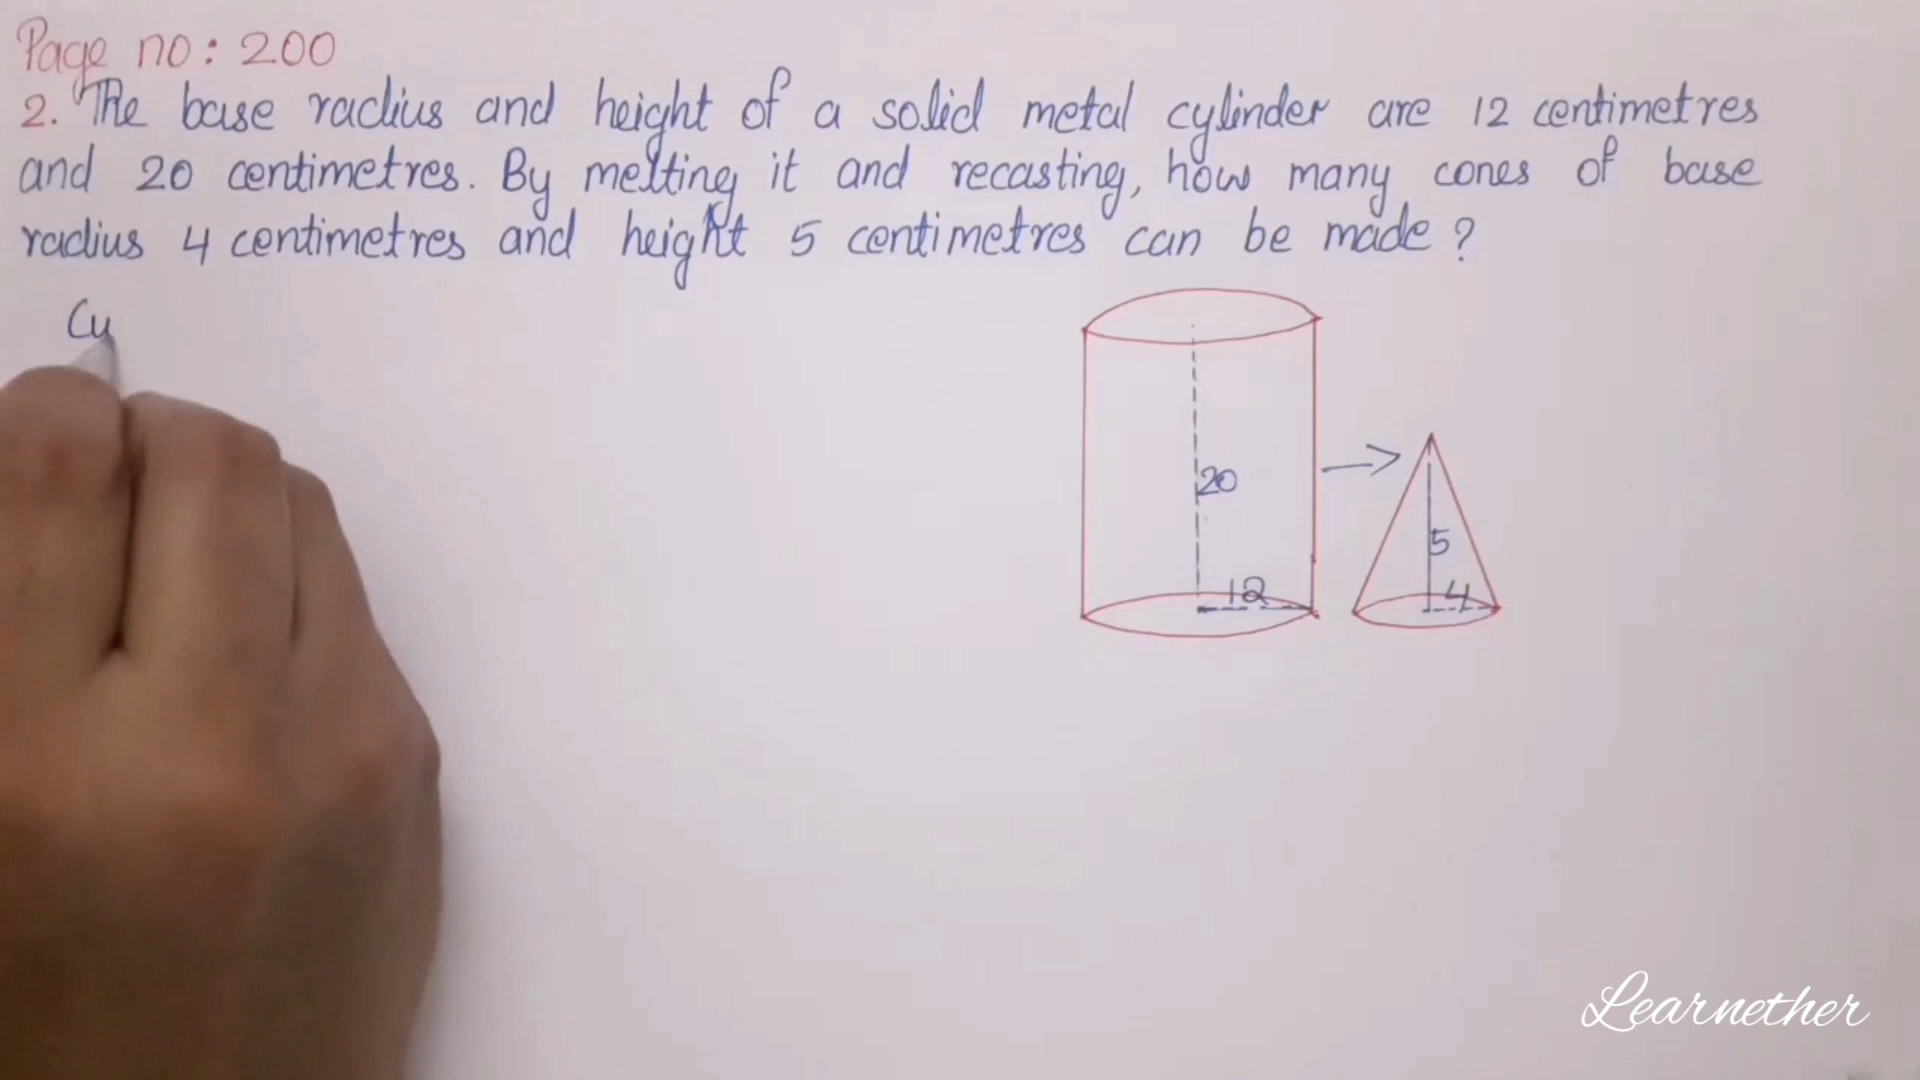 Page no: 200
2. The base radius and height of a solid metal cylinder are 12 centimetres
and 20 centimetres. By melting it and recasting, how many cones of base
radius 4 centimetres and height 5 centimetres can be made?
Cy
20
5
12
4
Learnether